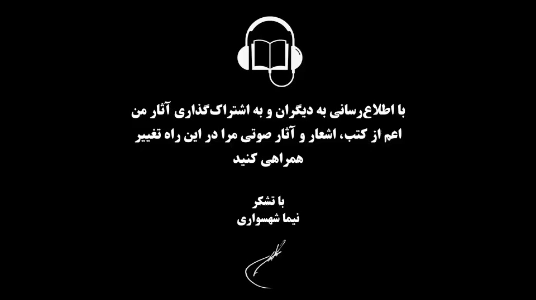 با اطلاع‌رسانی به دیگران و به اشتراک‌گذاری آثار من
اعم از کتب، اشعار و آثار صوتی مرا در این راه تغییر
همراهی کنید
با تشکر
نیما شهسواری